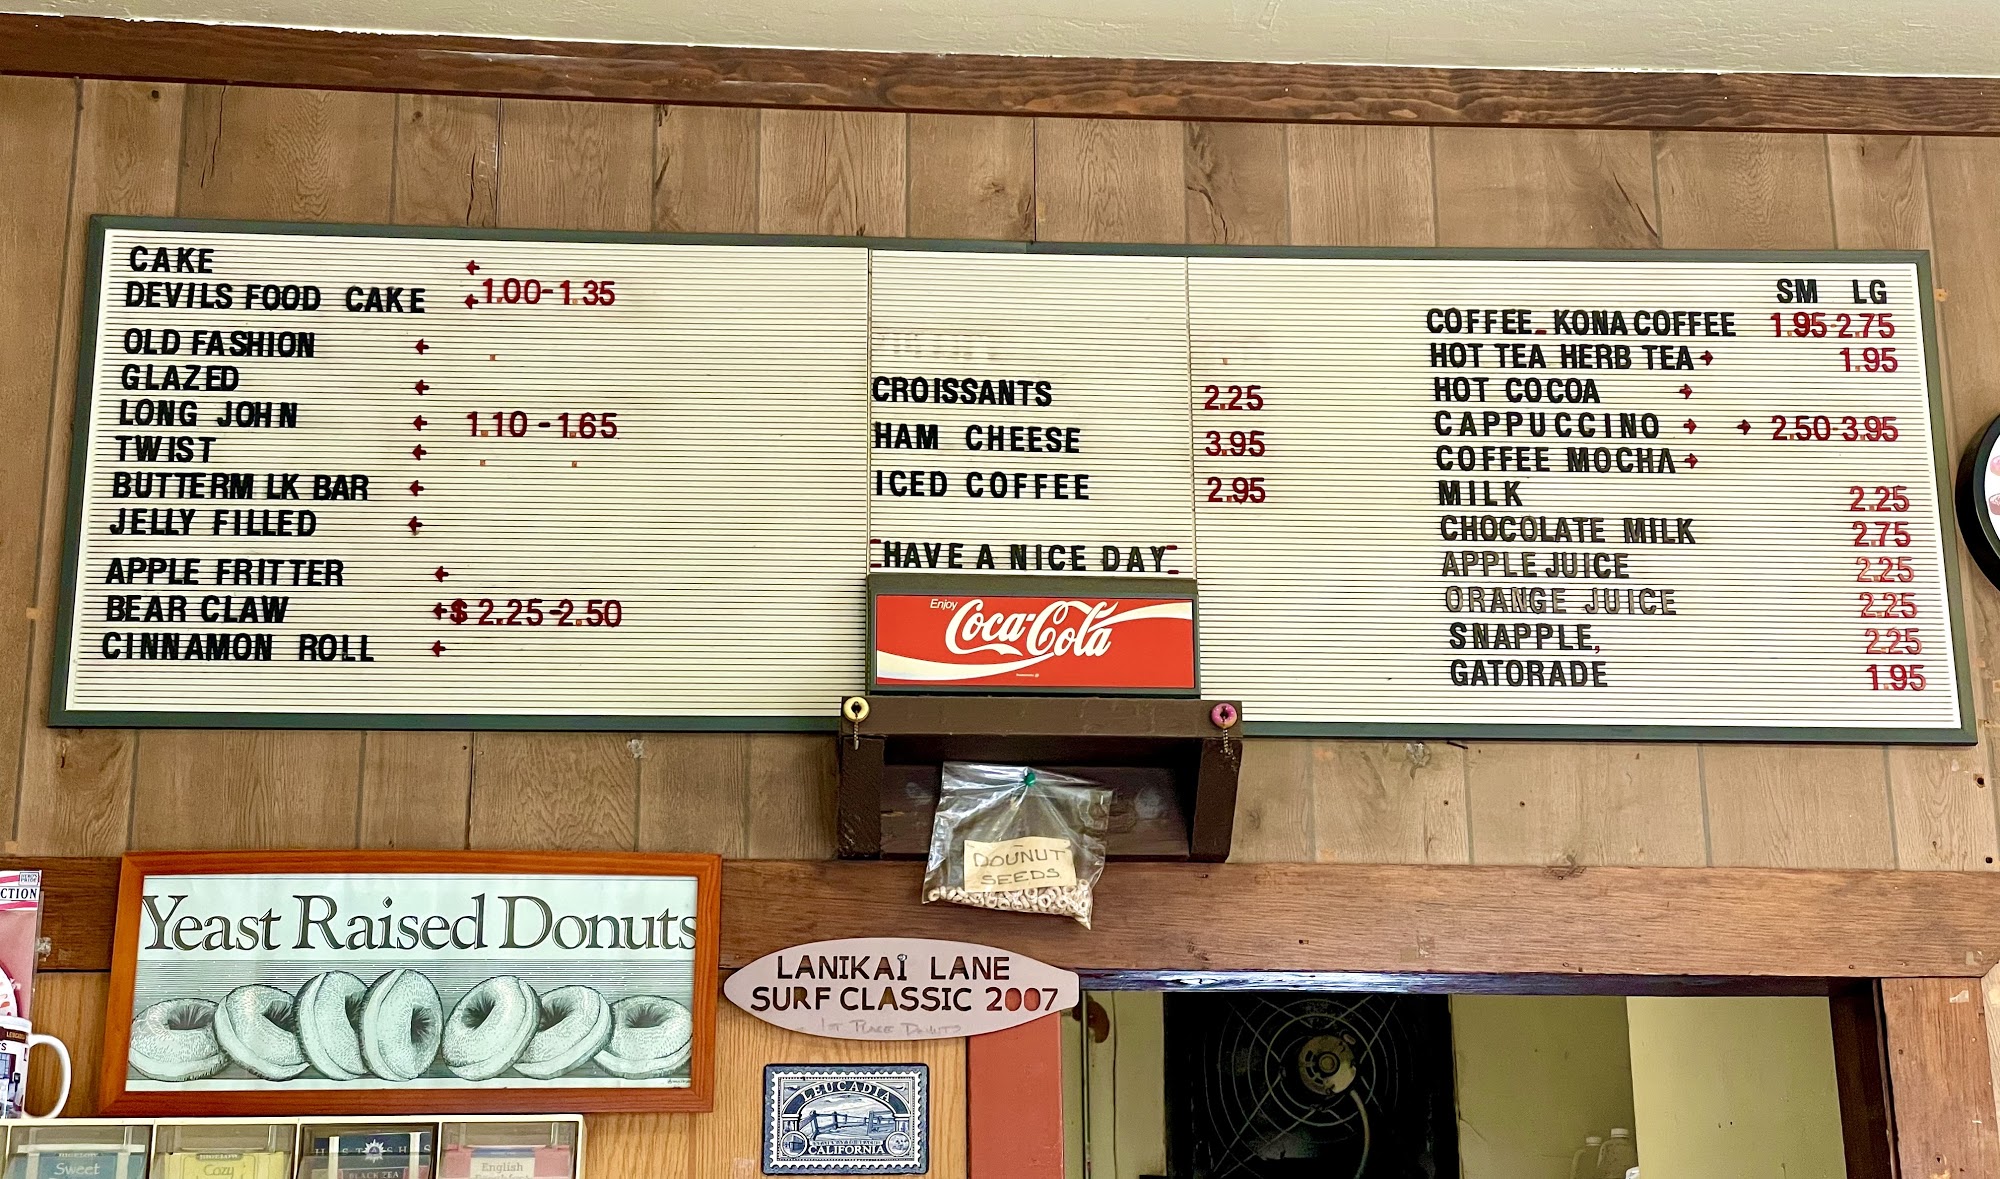 CAKE
DEVILS FOOD CAKE
1.00-1.35
OLD FASHION
GLAZED
LONG JOHN
1.10-1.65
TWIST
BUTTERM LK BAR
JELLY FILLED
APPLE FRITTER
BEAR CLAW
$ 2.25-2.50
CINNAMON ROLL
CROISSANTS 2.25
HAM CHEESE 3.95
ICED COFFEE 2.95
HAVE A NICE DAY
Enjoy
Coca-Cola
SM LG
COFFEE - KONA COFFEE 1.95-2.75
HOT TEA HERB TEA 1.95
HOT COCOA
CAPPUCCINO 2.50-3.95
COFFEE MOCHA
MILK 2.25
CHOCOLATE MILK 2.75
APPLE JUICE 2.25
ORANGE JUICE 2.25
SNAPPLE, 2.25
GATORADE 1.95
DOUNUT
SEEDS
Yeast Raised Donuts
LANIKAI LANE
SURF CLASSIC 2007
1ST PLACE DONUTS
LEUCADIA
CALIFORNIA
CTION
Sweet
Cozy
BLACK TEA
English